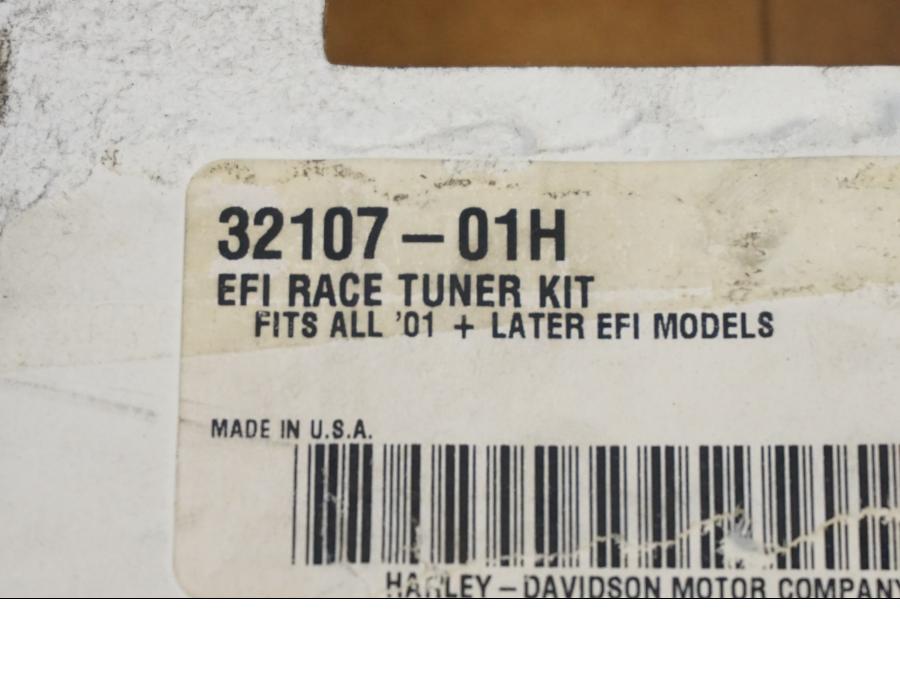 32107-01H
EFI RACE TUNER KIT
FITS ALL '01 + LATER EFI MODELS
MADE IN U.S.A.
HARLEY-DAVIDSON MOTOR COMPANY